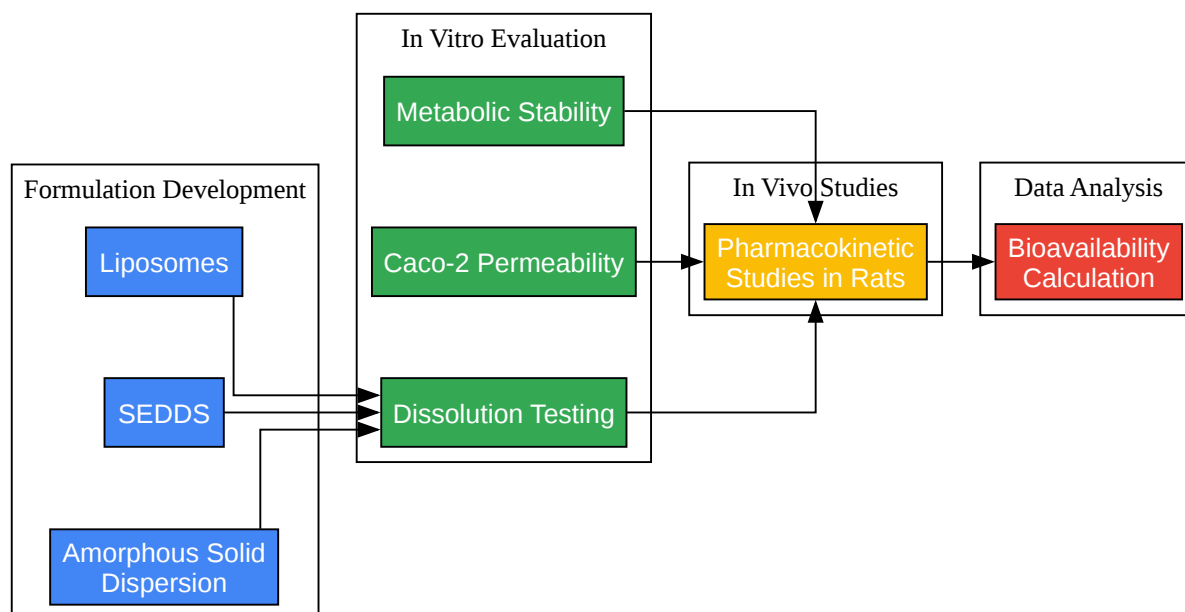 Formulation Development
Liposomes
SEDDS
Amorphous Solid
Dispersion
In Vitro Evaluation
Metabolic Stability
Caco-2 Permeability
Dissolution Testing
In Vivo Studies
Pharmacokinetic
Studies in Rats
Data Analysis
Bioavailability
Calculation